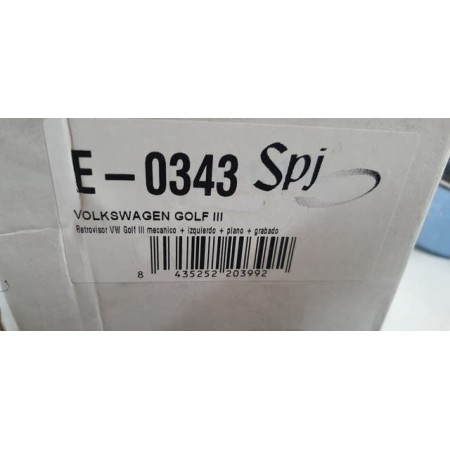 E-0343 Spj
VOLKSWAGEN GOLF III
Retrovisor VW Golf III mecanico + izquierdo + plano + grabado
8 435252 203992